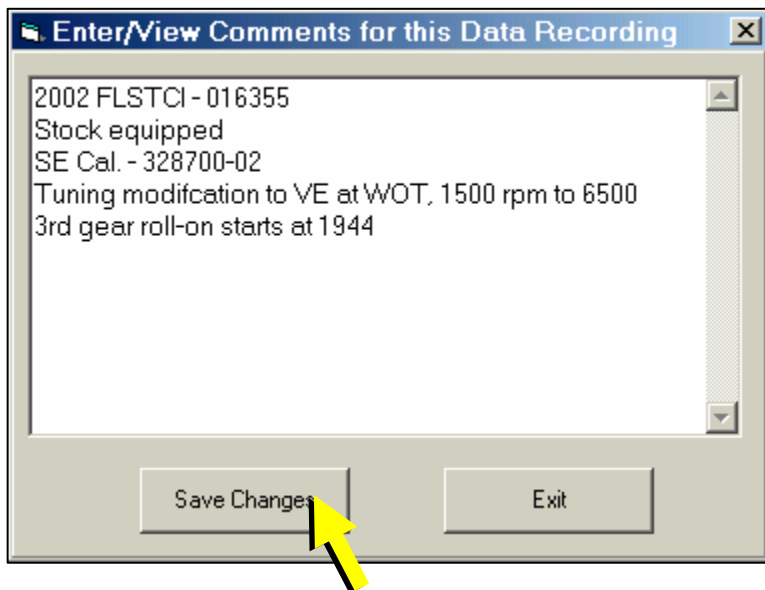 Enter/View Comments for this Data Recording
2002 FLSTCI - 016355
Stock equipped
SE Cal. - 328700-02
Tuning modifcation to VE at WOT, 1500 rpm to 6500
3rd gear roll-on starts at 1944
Save Changes
Exit